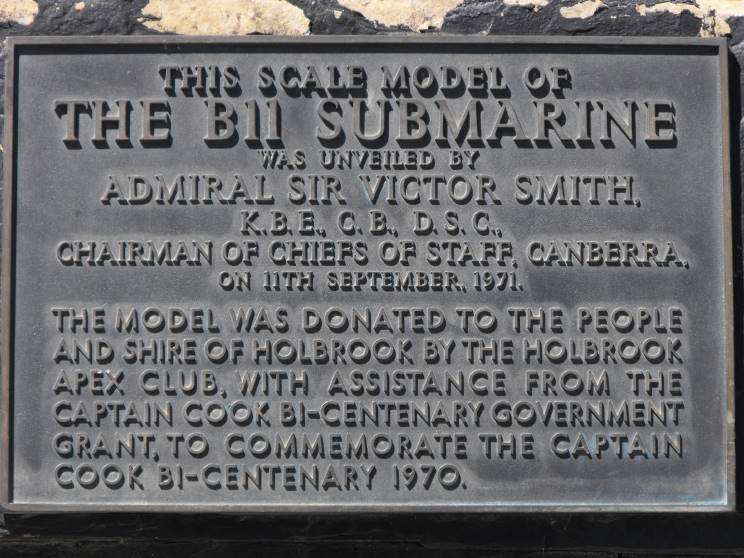 THIS SCALE MODEL OF
THE B11 SUBMARINE
WAS UNVEILED BY
ADMIRAL SIR VICTOR SMITH,
K.B.E., C.B., D.S.C.,
CHAIRMAN OF CHIEFS OF STAFF, CANBERRA,
ON 11TH SEPTEMBER, 1971.
THE MODEL WAS DONATED TO THE PEOPLE
AND SHIRE OF HOLBROOK BY THE HOLBROOK
APEX CLUB, WITH ASSISTANCE FROM THE
CAPTAIN COOK BI-CENTENARY GOVERNMENT
GRANT, TO COMMEMORATE THE CAPTAIN
COOK BI-CENTENARY 1970.